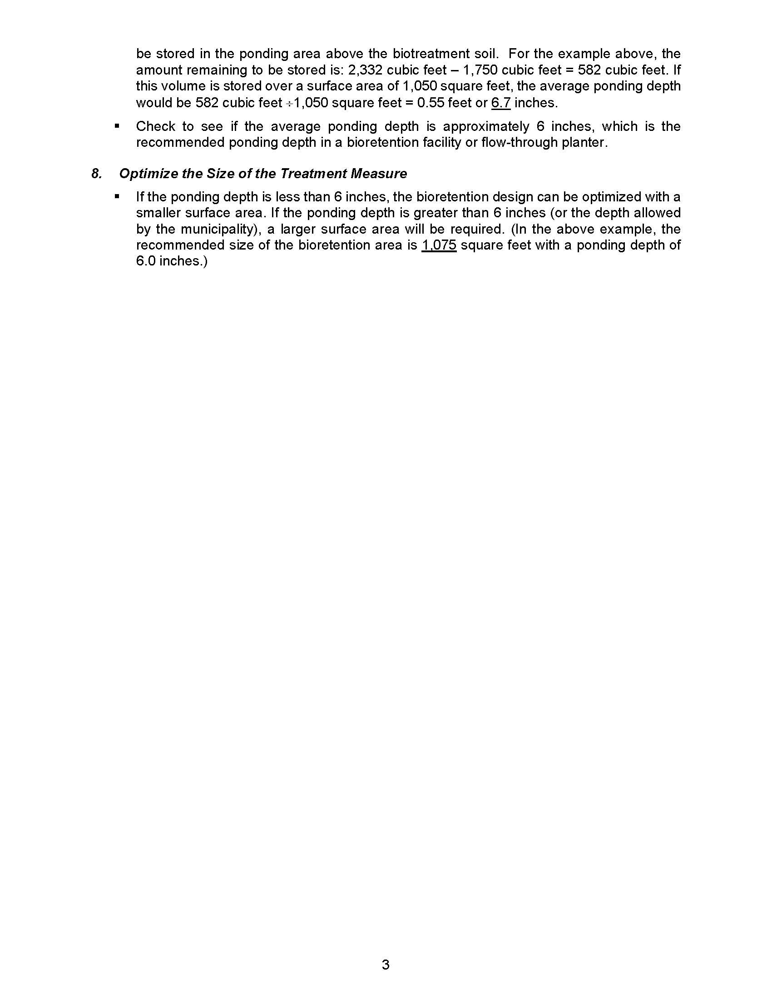 be stored in the ponding area above the biotreatment soil.  For the example above, the
amount remaining to be stored is: 2,332 cubic feet – 1,750 cubic feet = 582 cubic feet. If
this volume is stored over a surface area of 1,050 square feet, the average ponding depth
would be 582 cubic feet ÷1,050 square feet = 0.55 feet or 6.7 inches.
▪ Check to see if the average ponding depth is approximately 6 inches, which is the
recommended ponding depth in a bioretention facility or flow-through planter.
8. Optimize the Size of the Treatment Measure
▪ If the ponding depth is less than 6 inches, the bioretention design can be optimized with a
smaller surface area. If the ponding depth is greater than 6 inches (or the depth allowed
by the municipality), a larger surface area will be required. (In the above example, the
recommended size of the bioretention area is 1,075 square feet with a ponding depth of
6.0 inches.)
3